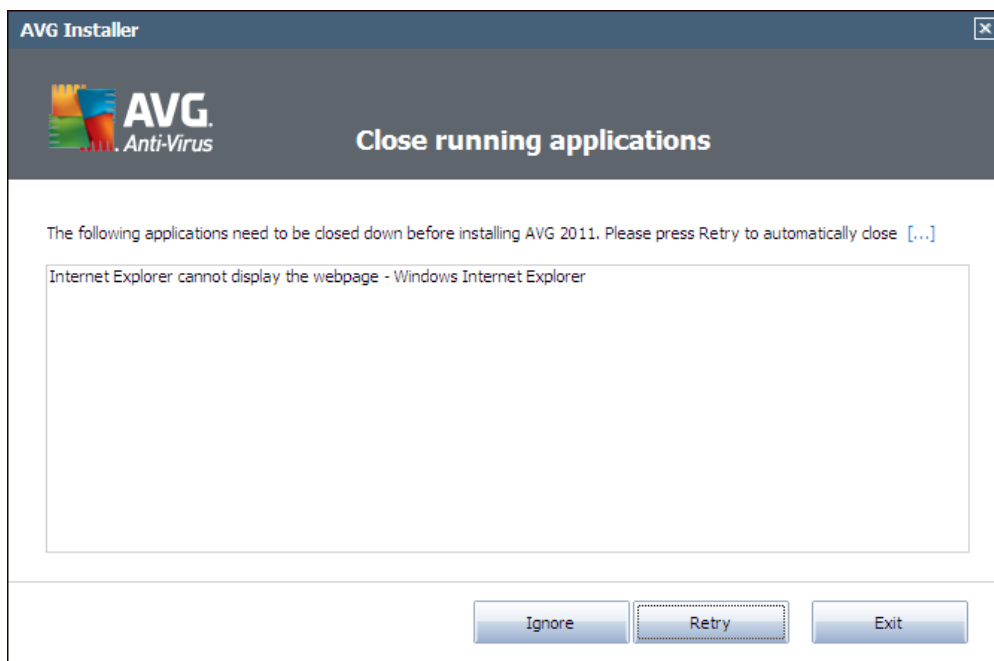 AVG Installer
AVG.
Anti-Virus
Close running applications
The following applications need to be closed down before installing AVG 2011. Please press Retry to automatically close [...]
Internet Explorer cannot display the webpage - Windows Internet Explorer
Ignore
Retry
Exit